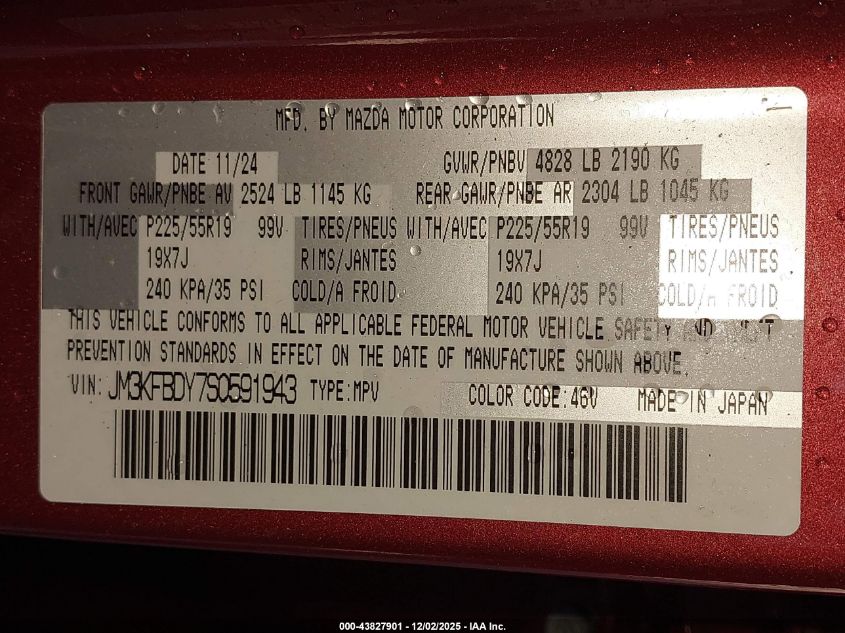 MFD. BY MAZDA MOTOR CORPORATION
DATE 11/24 GVWR/PNBV 4828 LB 2190 KG
FRONT GAWR/PNBE AV 2524 LB 1145 KG REAR GAWR/PNBE AR 2304 LB 1045 KG
WITH/AVEC P225/55R19 99V TIRES/PNEUS WITH/AVEC P225/55R19 99V TIRES/PNEUS
19X7J RIMS/JANTES 19X7J RIMS/JANTES
240 KPA/35 PSI COLD/A FROID 240 KPA/35 PSI COLD/A FROID
THIS VEHICLE CONFORMS TO ALL APPLICABLE FEDERAL MOTOR VEHICLE SAFETY AND THEFT
PREVENTION STANDARDS IN EFFECT ON THE DATE OF MANUFACTURE SHOWN ABOVE.
VIN: JM3KFBDY7S0591943 TYPE:MPV COLOR CODE:46V MADE IN JAPAN
000-43827901 - 12/02/2025 - IAA Inc.